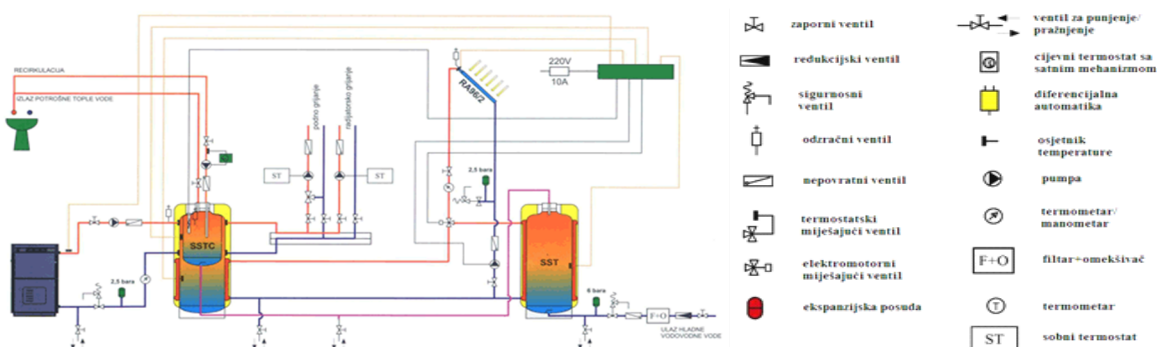 RECIRKULACIJA
IZLAZ POTROŠNE TOPLE VODE
podno grijanje
radijatorsko grijanje
ST
ST
RA96/2
220V
10A
2,5 bara
SSTC
SST
2,5 bara
6 bara
F+O
ULAZ HLADNE
VODOVODNE VODE
zaporni ventil
redukcijski ventil
sigurnosni
ventil
odzračni ventil
nepovratni ventil
termostatski
miješajući ventil
elektromotorni
miješajući ventil
ekspanzijska posuda
ventil za punjenje/
pražnjenje
cijevni termostat sa
satnim mehanizmom
diferencijalna
automatika
osjetnik
temperature
pumpa
termometar/
manometar
F+O
filtar+omekšivač
T
termometar
ST
sobni termostat